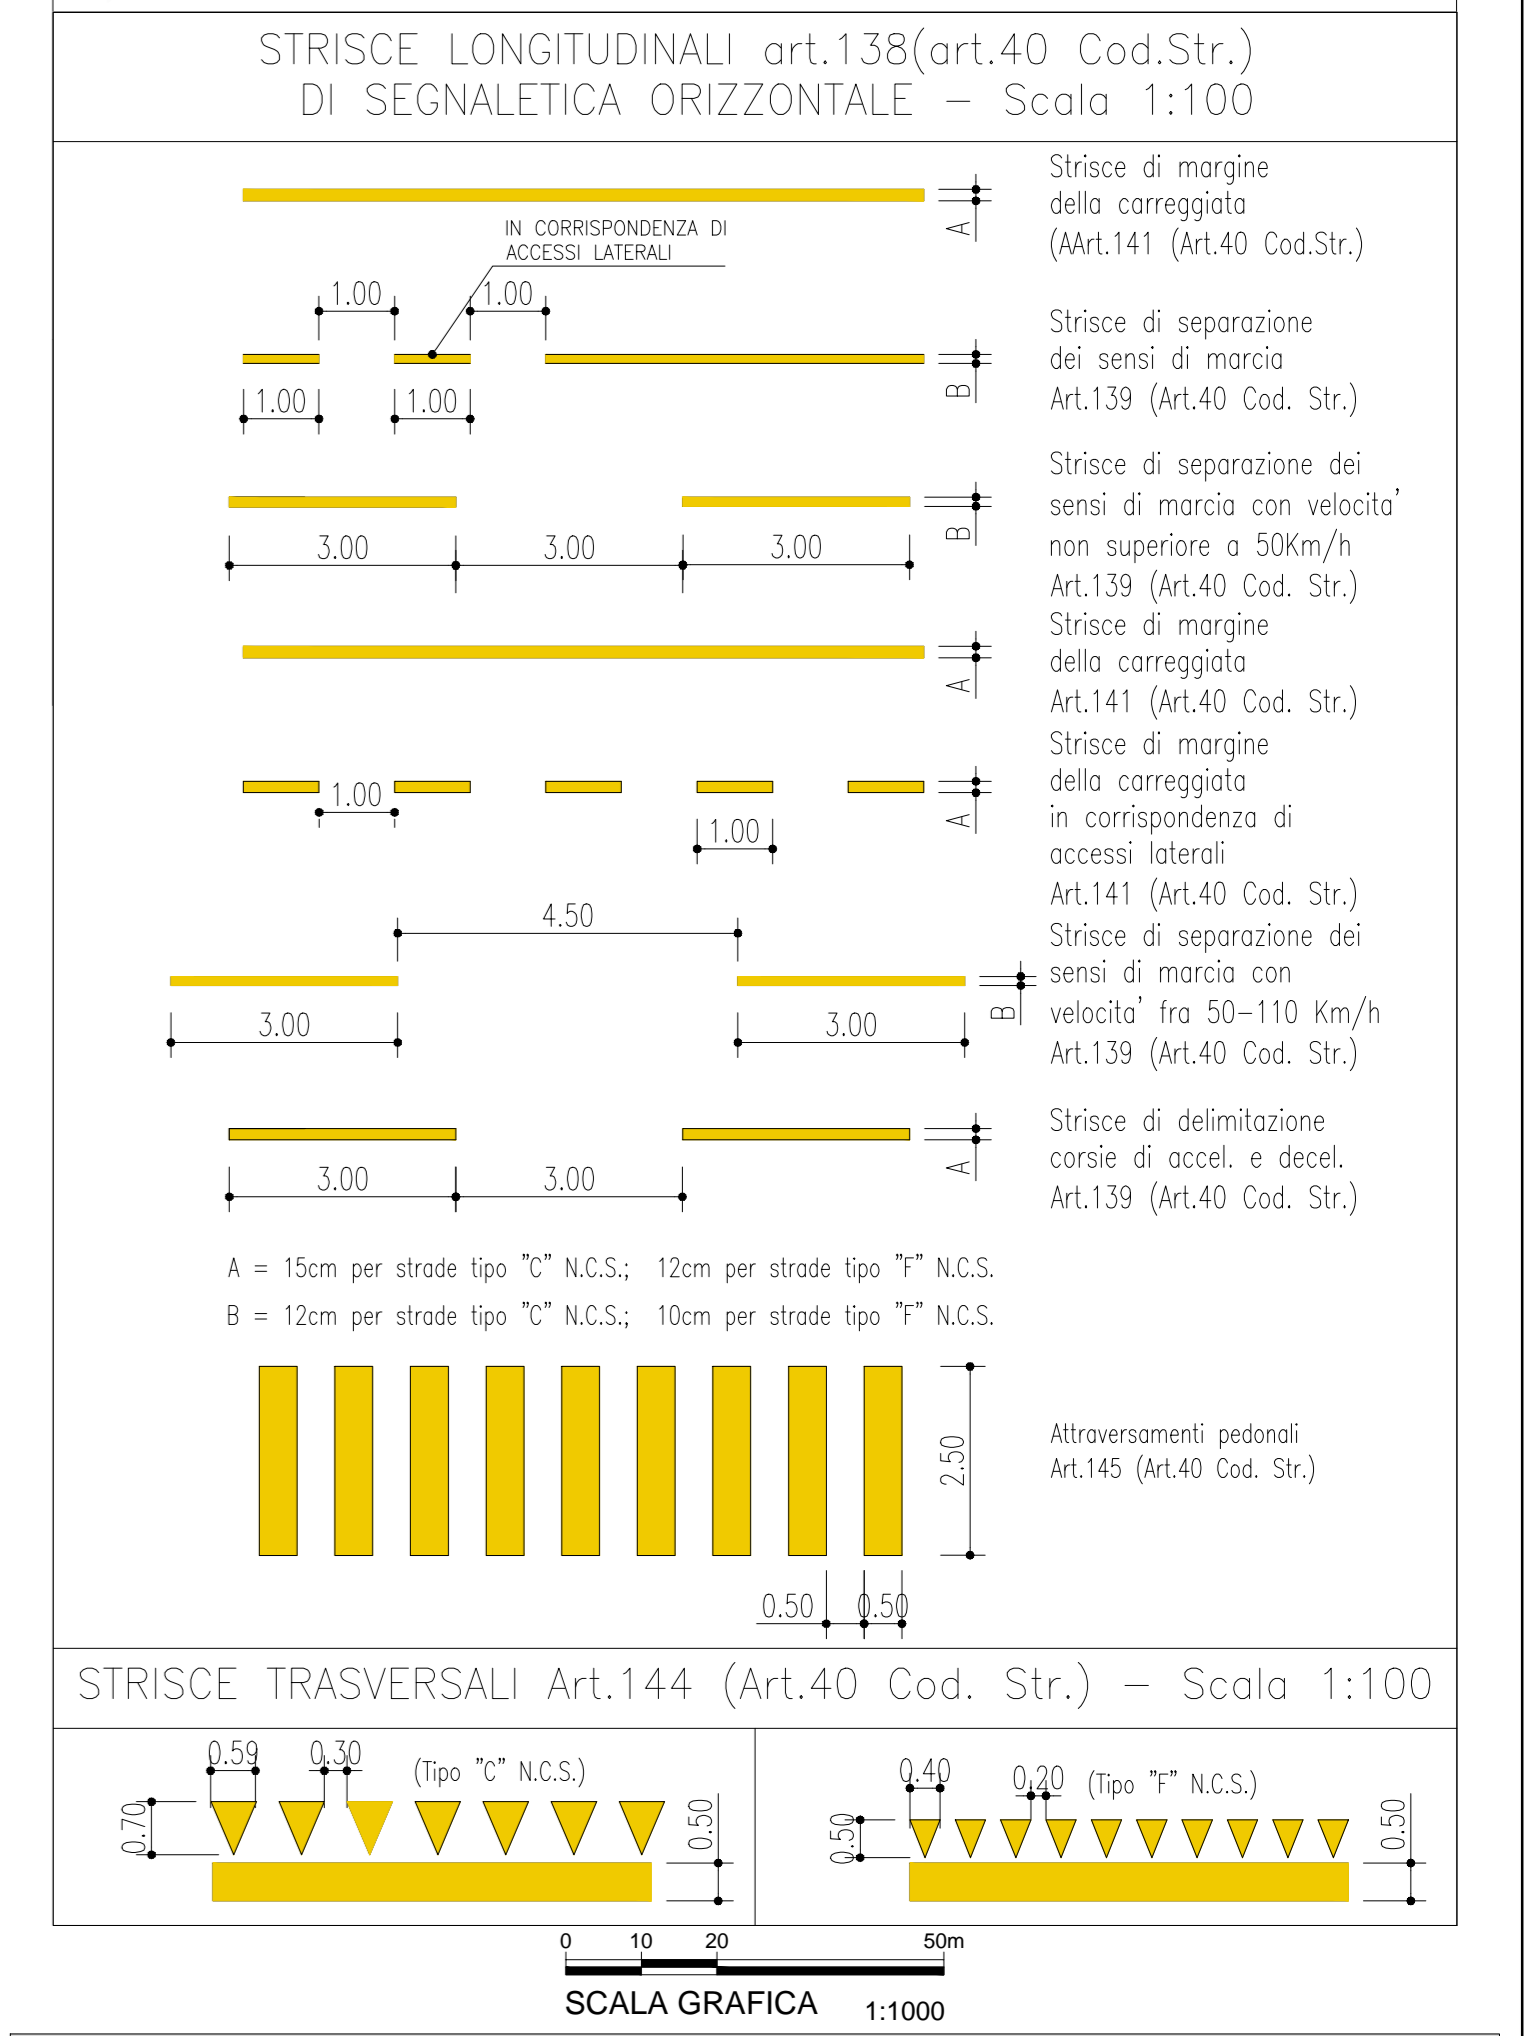 STRISCE LONGITUDINALI art.138(art.40 Cod.Str.)
DI SEGNALETICA ORIZZONTALE – Scala 1:100
Strisce di margine
della carreggiata
(AArt.141 (Art.40 Cod.Str.)
A
IN CORRISPONDENZA DI
ACCESSI LATERALI
1.00
1.00
Strisce di separazione
dei sensi di marcia
Art.139 (Art.40 Cod. Str.)
B
1.00
1.00
Strisce di separazione dei
sensi di marcia con velocita'
non superiore a 50Km/h
Art.139 (Art.40 Cod. Str.)
B
3.00
3.00
3.00
Strisce di margine
della carreggiata
Art.141 (Art.40 Cod. Str.)
A
Strisce di margine
della carreggiata
in corrispondenza di
accessi laterali
Art.141 (Art.40 Cod. Str.)
1.00
A
1.00
4.50
Strisce di separazione dei
sensi di marcia con
velocita' fra 50–110 Km/h
Art.139 (Art.40 Cod. Str.)
B
3.00
3.00
Strisce di delimitazione
corsie di accel. e decel.
Art.139 (Art.40 Cod. Str.)
A
3.00
3.00
A = 15cm per strade tipo "C" N.C.S.; 12cm per strade tipo "F" N.C.S.
B = 12cm per strade tipo "C" N.C.S.; 10cm per strade tipo "F" N.C.S.
2.50
Attraversamenti pedonali
Art.145 (Art.40 Cod. Str.)
0.50
0.50
STRISCE TRASVERSALI Art.144 (Art.40 Cod. Str.) – Scala 1:100
0.59
0.30
(Tipo "C" N.C.S.)
0.70
0.50
0.40
0.20
(Tipo "F" N.C.S.)
0.50
0.50
0
10
20
50m
SCALA GRAFICA
1:1000